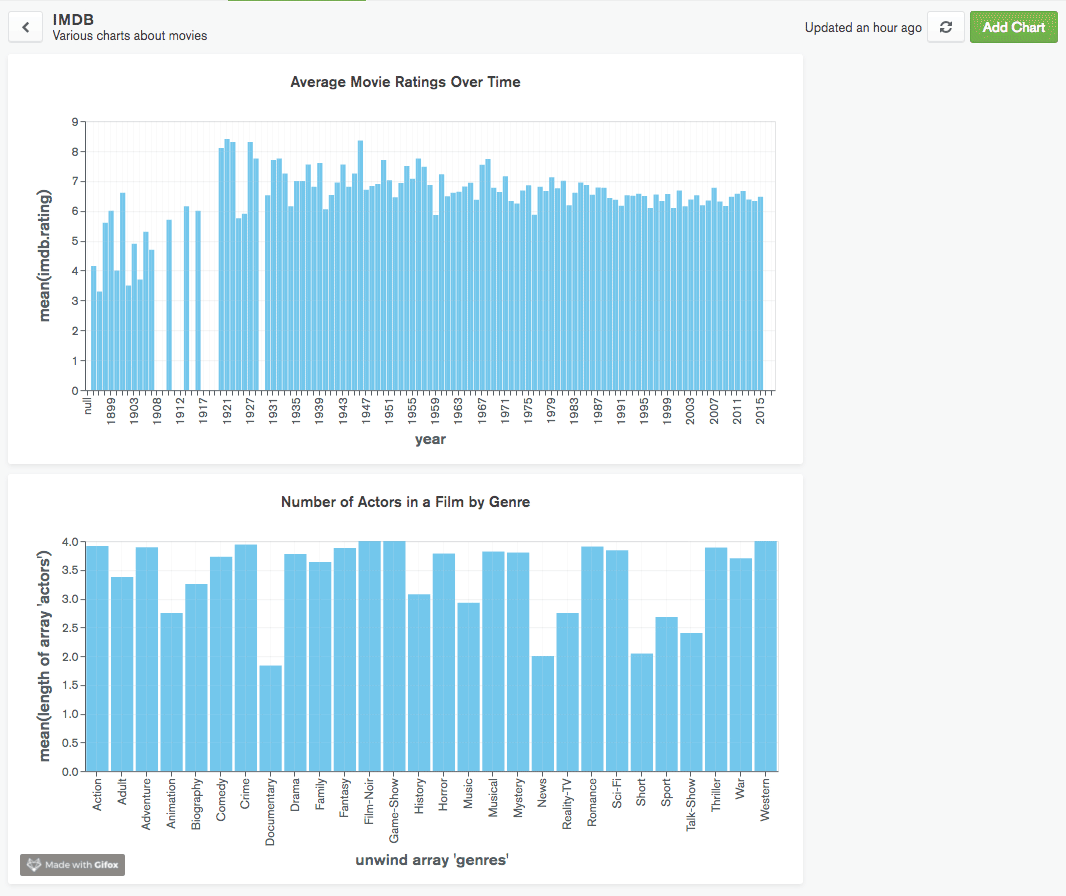 IMDB
Various charts about movies
Updated an hour ago
Add Chart
Average Movie Ratings Over Time
mean(imdb.rating)
9
8
7
6
5
4
3
2
1
0
null 1899 1903 1908 1912 1917 1921 1927 1931 1935 1939 1943 1947 1951 1955 1959 1963 1967 1971 1975 1979 1983 1987 1991 1995 1999 2003 2007 2011 2015
year
Number of Actors in a Film by Genre
mean(length of array 'actors')
4.0
3.5
3.0
2.5
2.0
1.5
1.0
0.5
0.0
Action Adult Adventure Animation Biography Comedy Crime Documentary Drama Family Fantasy Film-Noir Game-Show History Horror Music Musical Mystery News Reality-TV Romance Sci-Fi Short Sport Talk-Show Thriller War Western
unwind array 'genres'
Made with Gifox